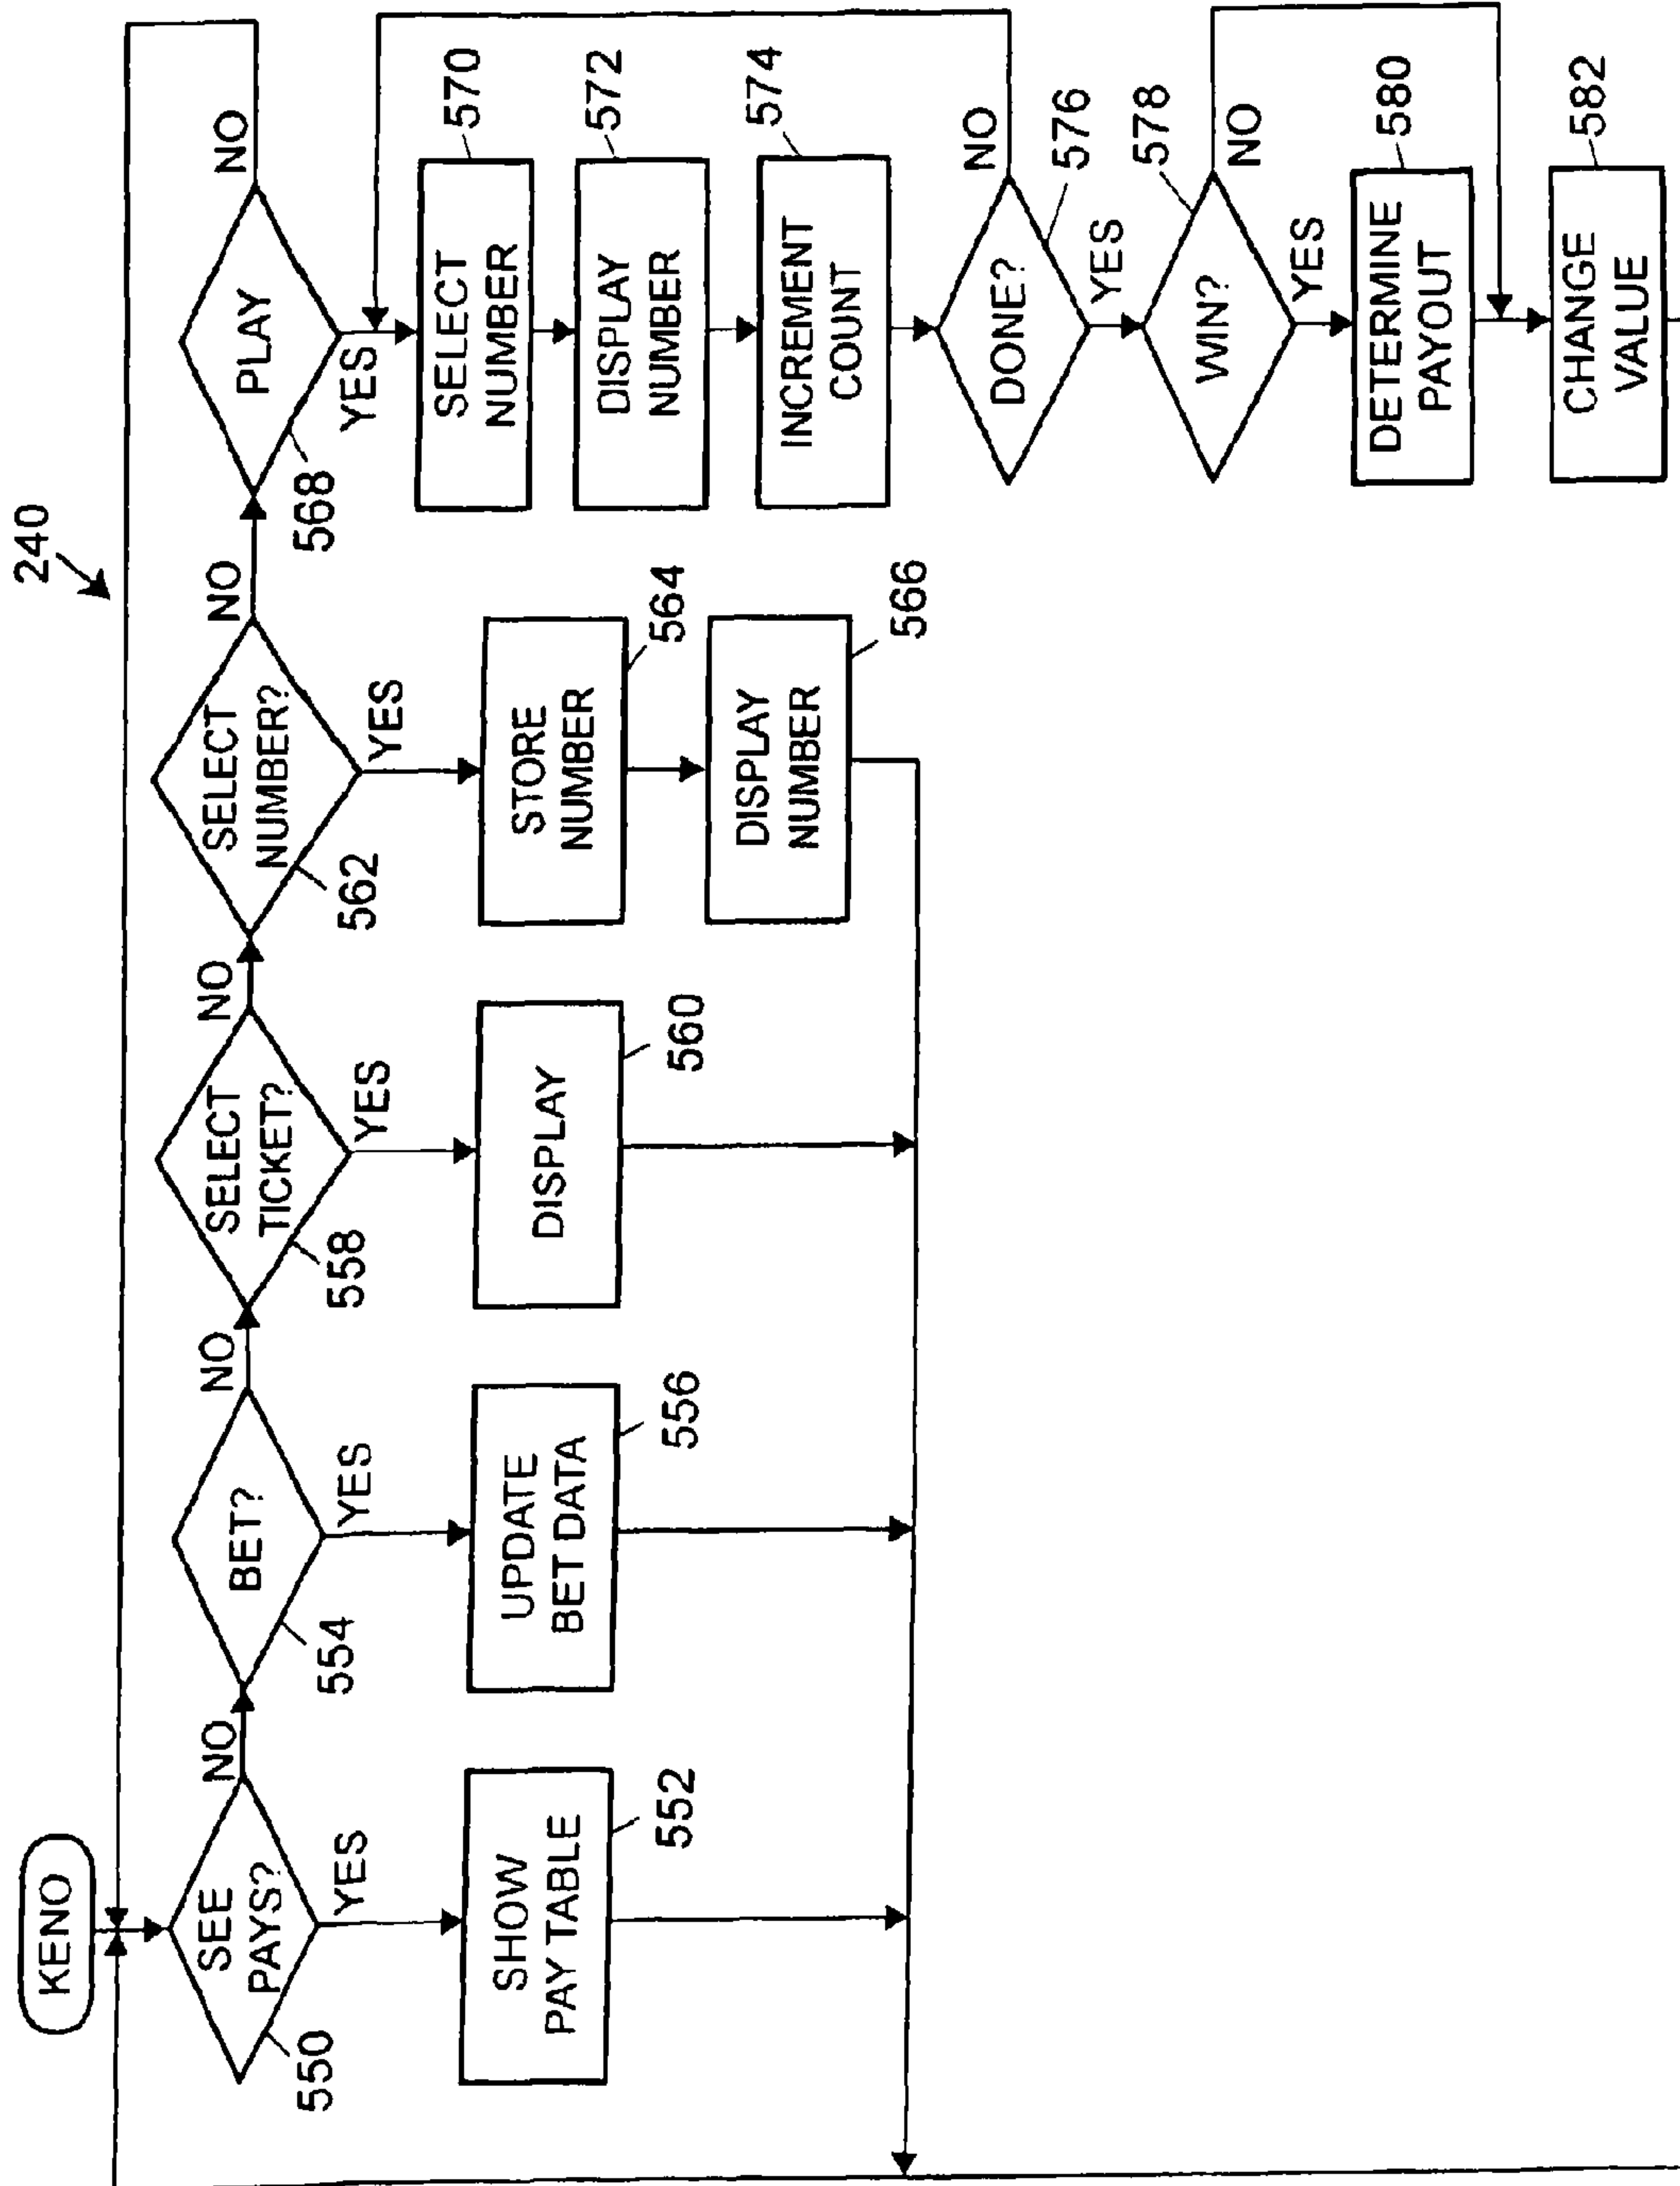 240
KENO
SEE
PAYS?
550
NO
YES
SHOW
PAY TABLE
552
BET?
554
NO
YES
UPDATE
BET DATA
556
SELECT
TICKET?
558
NO
YES
DISPLAY
560
SELECT
NUMBER?
562
NO
YES
STORE
NUMBER
564
DISPLAY
NUMBER
566
PLAY
568
NO
YES
SELECT
NUMBER
570
DISPLAY
NUMBER
572
INCREMENT
COUNT
574
DONE?
NO
576
YES
WIN?
578
NO
YES
DETERMINE
PAYOUT
580
CHANGE
VALUE
582